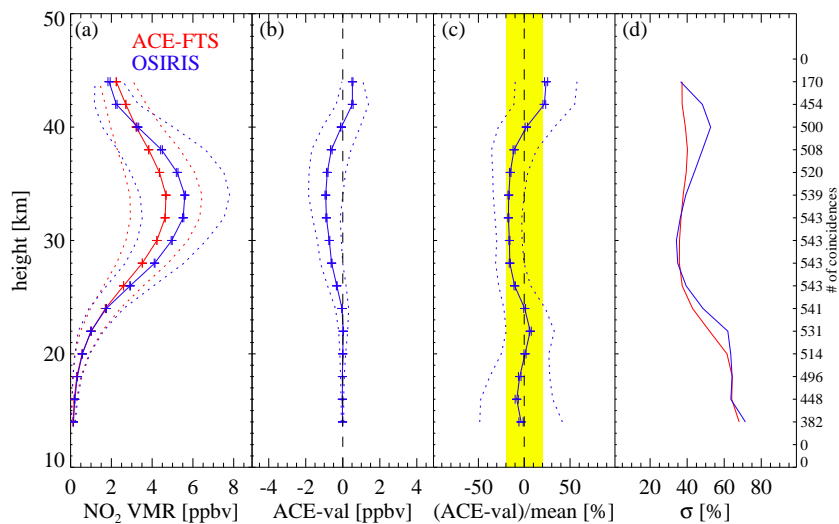 50
40
30
20
10
height [km]
(a)
ACE-FTS
OSIRIS
0 2 4 6 8
NO₂ VMR [ppbv]
(b)
-4 -2 0 2 4
ACE-val [ppbv]
(c)
-50 0 50
(ACE-val)/mean [%]
(d)
20 40 60 80
σ [%]
0
170
454
500
508
520
539
543
543
543
543
541
531
514
496
448
382
0
0
# of coincidences